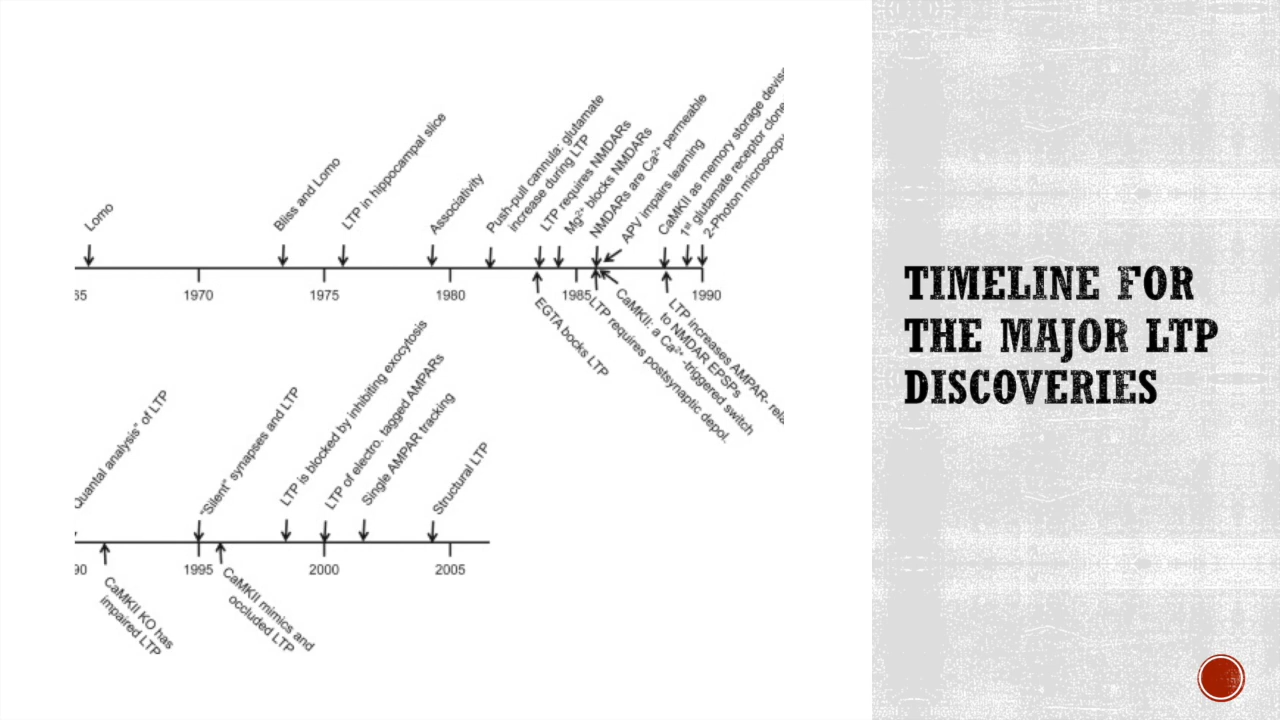 Lomo
Bliss and Lomo
LTP in hippocampal slice
Associativity
Push-pull cannula: glutamate
increase during LTP
LTP requires NMDARs
Mg²⁺ blocks NMDARs
NMDARs are Ca²⁺ permeable
APV impairs learning
CaMKII as memory storage
1ˢᵗ glutamate receptor
2-Photon microscopy
1970
1975
1980
1985
1990
EGTA bocks LTP
LTP requires postsynaptic depol.
CaMKII: a Ca²⁺-triggered switch
LTP increases AMPAR-
to NMDAR EPSPs
Quantal analysis" of LTP
"Silent" synapses and LTP
LTP is blocked by inhibiting exocytosis
LTP of electro. tagged AMPARs
Single AMPAR tracking
Structural LTP
90
1995
2000
2005
CaMKII KO has
impaired LTP
CaMKII mimics and
occluded LTP
TIMELINE FOR
THE MAJOR LTP
DISCOVERIES